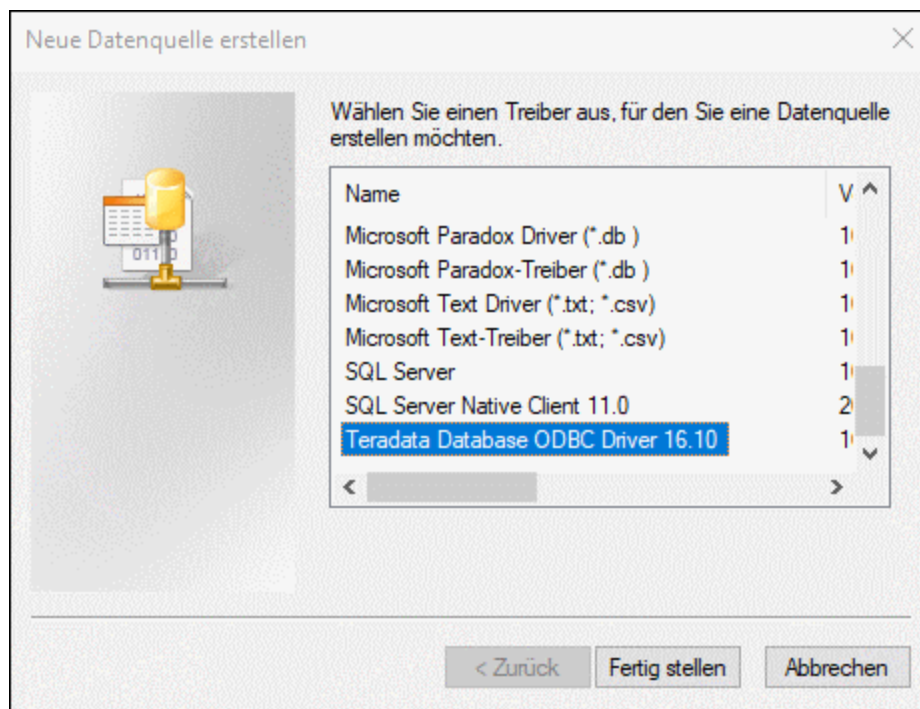 Neue Datenquelle erstellen
Wählen Sie einen Treiber aus, für den Sie eine Datenquelle
erstellen möchten.
Name V
Microsoft Paradox Driver (*.db )
Microsoft Paradox-Treiber (*.db )
Microsoft Text Driver (*.txt; *.csv)
Microsoft Text-Treiber (*.txt; *.csv)
SQL Server
SQL Server Native Client 11.0
Teradata Database ODBC Driver 16.10
< Zurück Fertig stellen Abbrechen